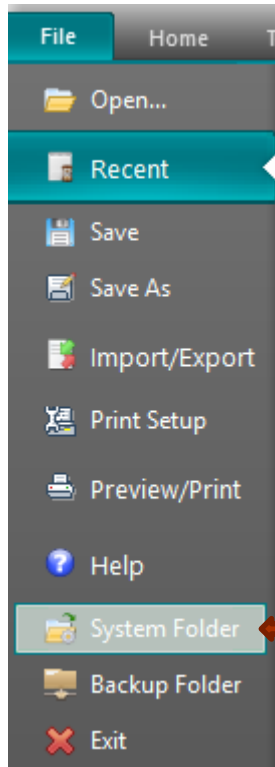 File Home T
Open...
Recent
Save
Save As
Import/Export
Print Setup
Preview/Print
Help
System Folder
Backup Folder
Exit